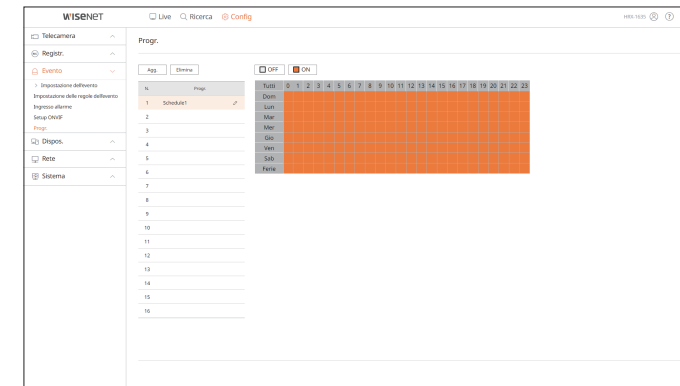 WISENET
Live Ricerca Config
HRX-1635
Telecamera
Registr.
Evento
Impostazione dell'evento
Impostazione delle regole dell'evento
Ingresso allarme
Setup ONVIF
Progr.
Dispos.
Rete
Sistema
Progr.
Agg. Elimina
OFF ON
N. Progr.
1 Schedule1
2
3
4
5
6
7
8
9
10
11
12
13
14
15
16
Tutti 0 1 2 3 4 5 6 7 8 9 10 11 12 13 14 15 16 17 18 19 20 21 22 23
Dom
Lun
Mar
Mer
Gio
Ven
Sab
Ferie